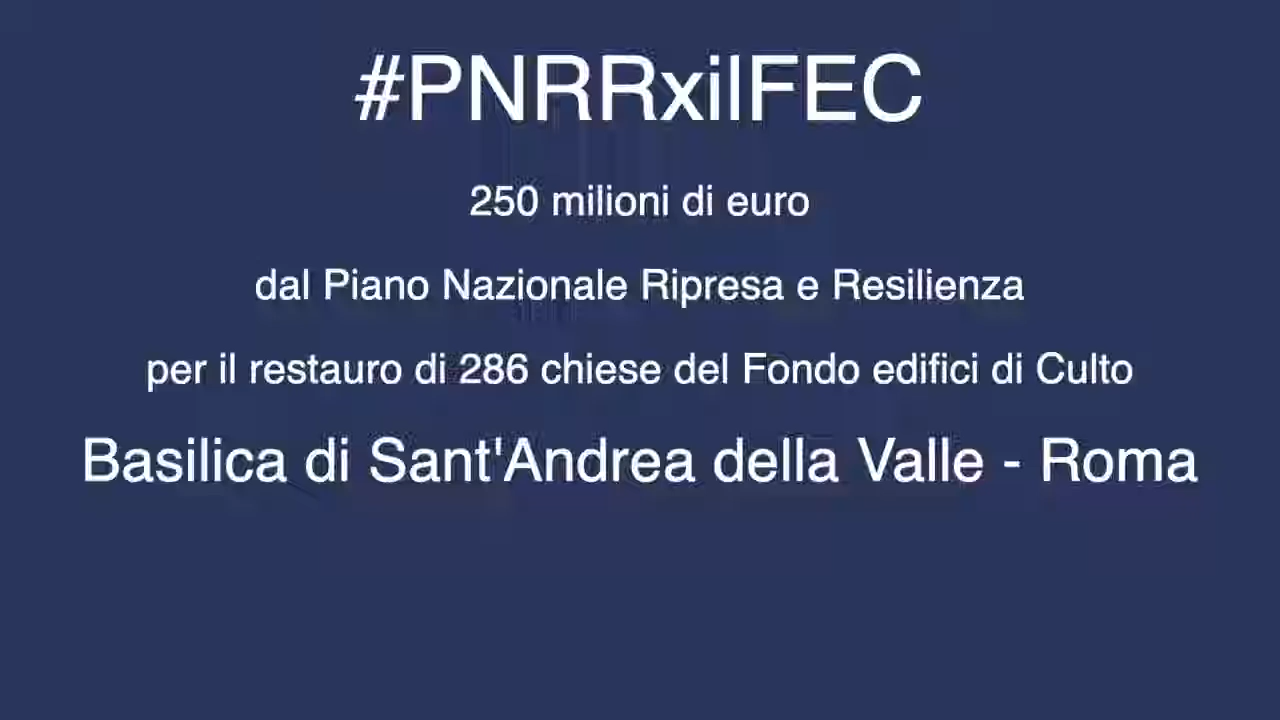 #PNRRxilFEC
250 milioni di euro
dal Piano Nazionale Ripresa e Resilienza
per il restauro di 286 chiese del Fondo edifici di Culto
Basilica di Sant'Andrea della Valle - Roma